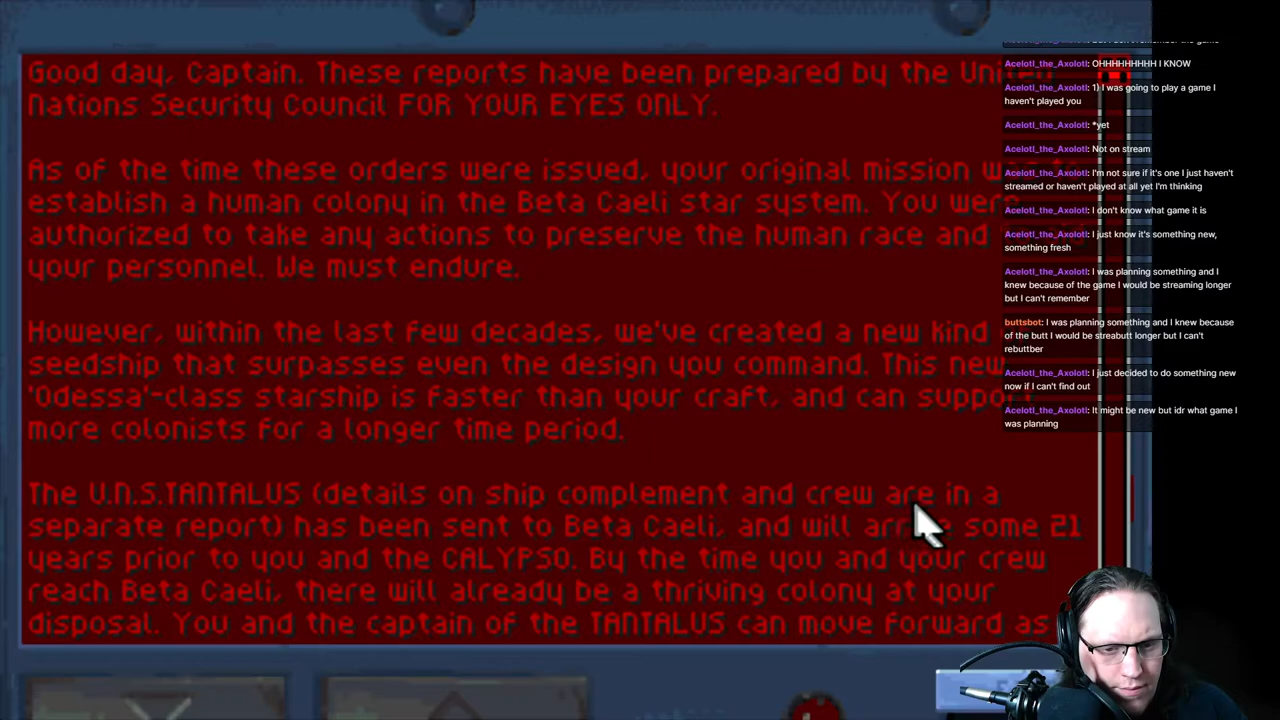 Good day, Captain. These reports have been prepared by the United
Nations Security Council FOR YOUR EYES ONLY.
As of the time these orders were issued, your original mission was to
establish a human colony in the Beta Caeli star system. You were
authorized to take any actions to preserve the human race and
your personnel. We must endure.
However, within the last few decades, we've created a new kind
seedship that surpasses even the design you command. This new
'Odessa'-class starship is faster than your craft, and can support
more colonists for a longer time period.
The U.N.S.TANTALUS (details on ship complement and crew are in a
separate report) has been sent to Beta Caeli, and will arrive some 21
years prior to you and the CALYPSO. By the time you and your crew
reach Beta Caeli, there will already be a thriving colony at your
disposal. You and the captain of the TANTALUS can move forward as
Acelotl_the_Axolotl: OHHHHHHHHH I KNOW
Acelotl_the_Axolotl: 1) I was going to play a game I
haven't played you
Acelotl_the_Axolotl: *yet
Acelotl_the_Axolotl: Not on stream
Acelotl_the_Axolotl: I'm not sure if it's one I just haven't
streamed or haven't played at all yet I'm thinking
Acelotl_the_Axolotl: I don't know what game it is
Acelotl_the_Axolotl: I just know it's something new,
something fresh
Acelotl_the_Axolotl: I was planning something and I
knew because of the game I would be streaming longer
but I can't remember
buttsbot: I was planning something and I knew because
of the butt I would be streabutt longer but I can't
rebuttber
Acelotl_the_Axolotl: I just decided to do something new
now if I can't find out
Acelotl_the_Axolotl: It might be new but idr what game I
was planning